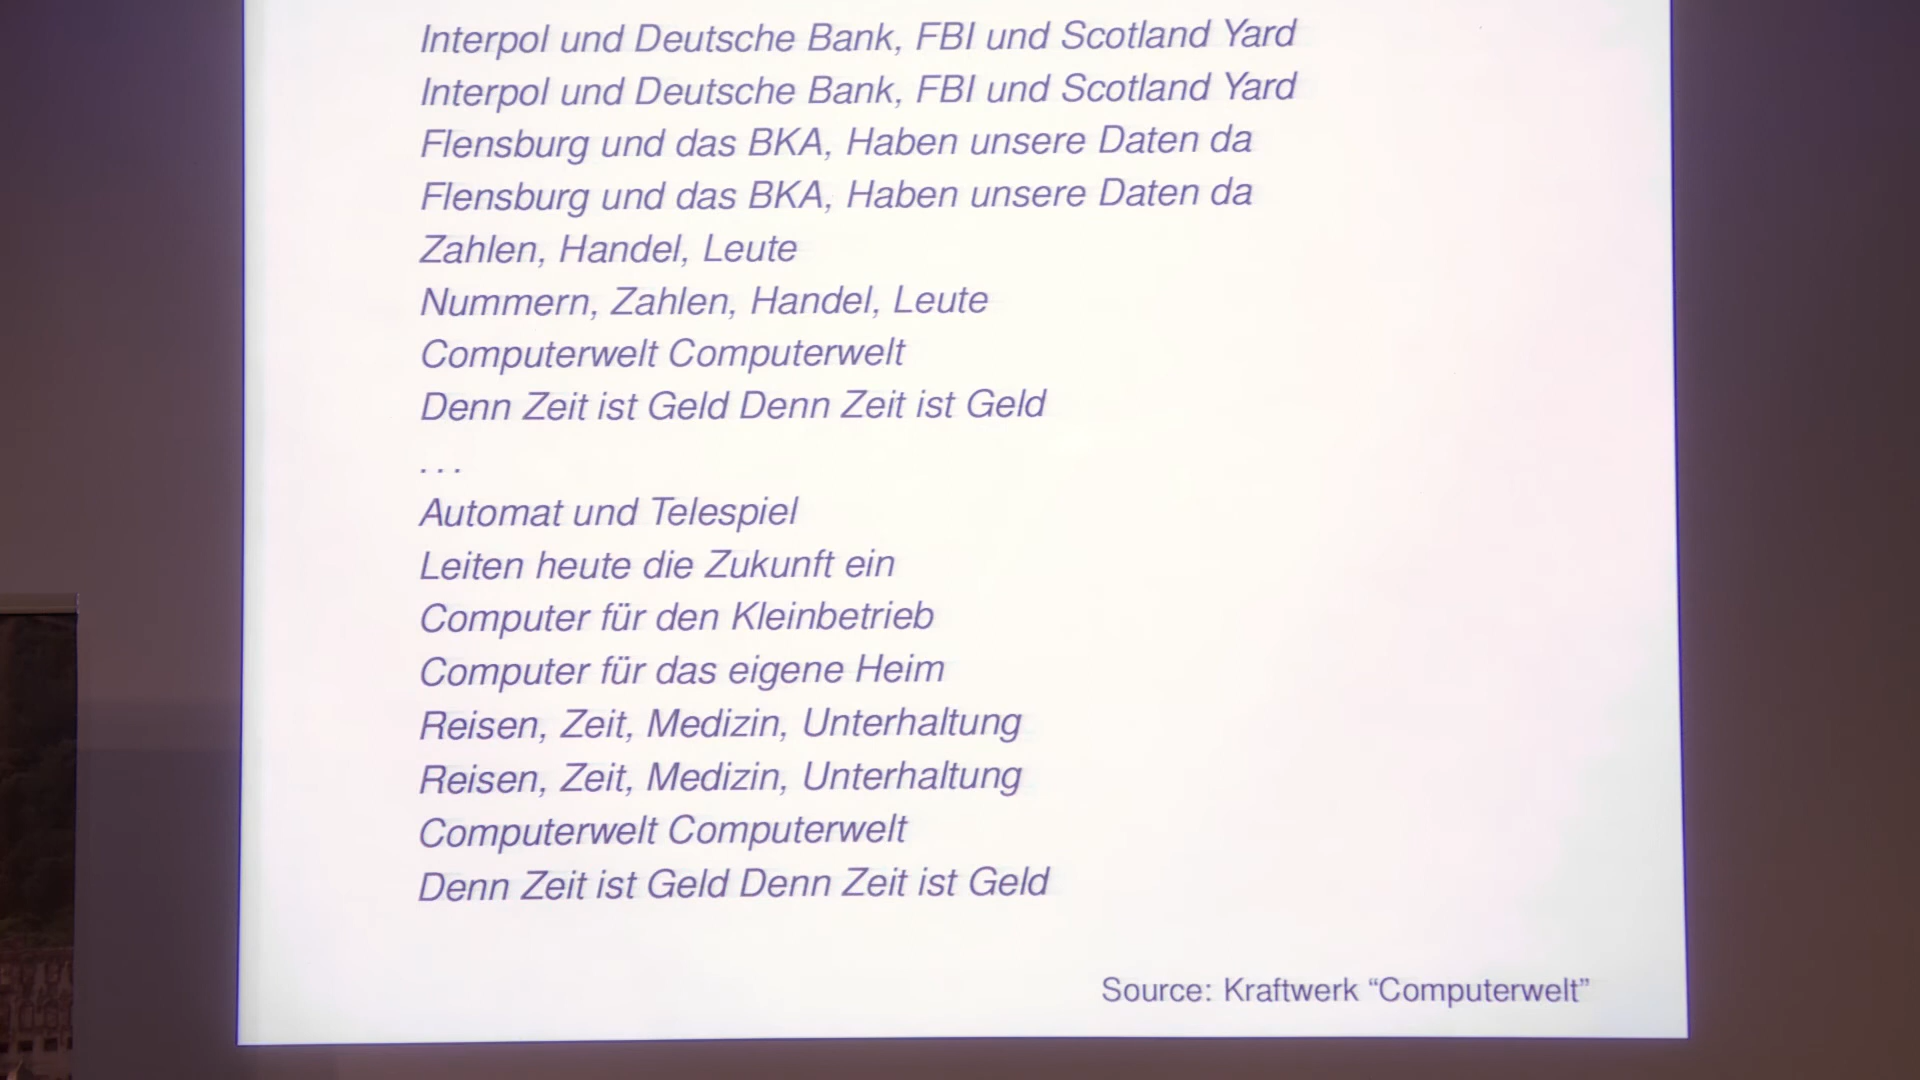 Interpol und Deutsche Bank, FBI und Scotland Yard
Interpol und Deutsche Bank, FBI und Scotland Yard
Flensburg und das BKA, Haben unsere Daten da
Flensburg und das BKA, Haben unsere Daten da
Zahlen, Handel, Leute
Nummern, Zahlen, Handel, Leute
Computerwelt Computerwelt
Denn Zeit ist Geld Denn Zeit ist Geld
...
Automat und Telespiel
Leiten heute die Zukunft ein
Computer für den Kleinbetrieb
Computer für das eigene Heim
Reisen, Zeit, Medizin, Unterhaltung
Reisen, Zeit, Medizin, Unterhaltung
Computerwelt Computerwelt
Denn Zeit ist Geld Denn Zeit ist Geld
Source: Kraftwerk “Computerwelt”